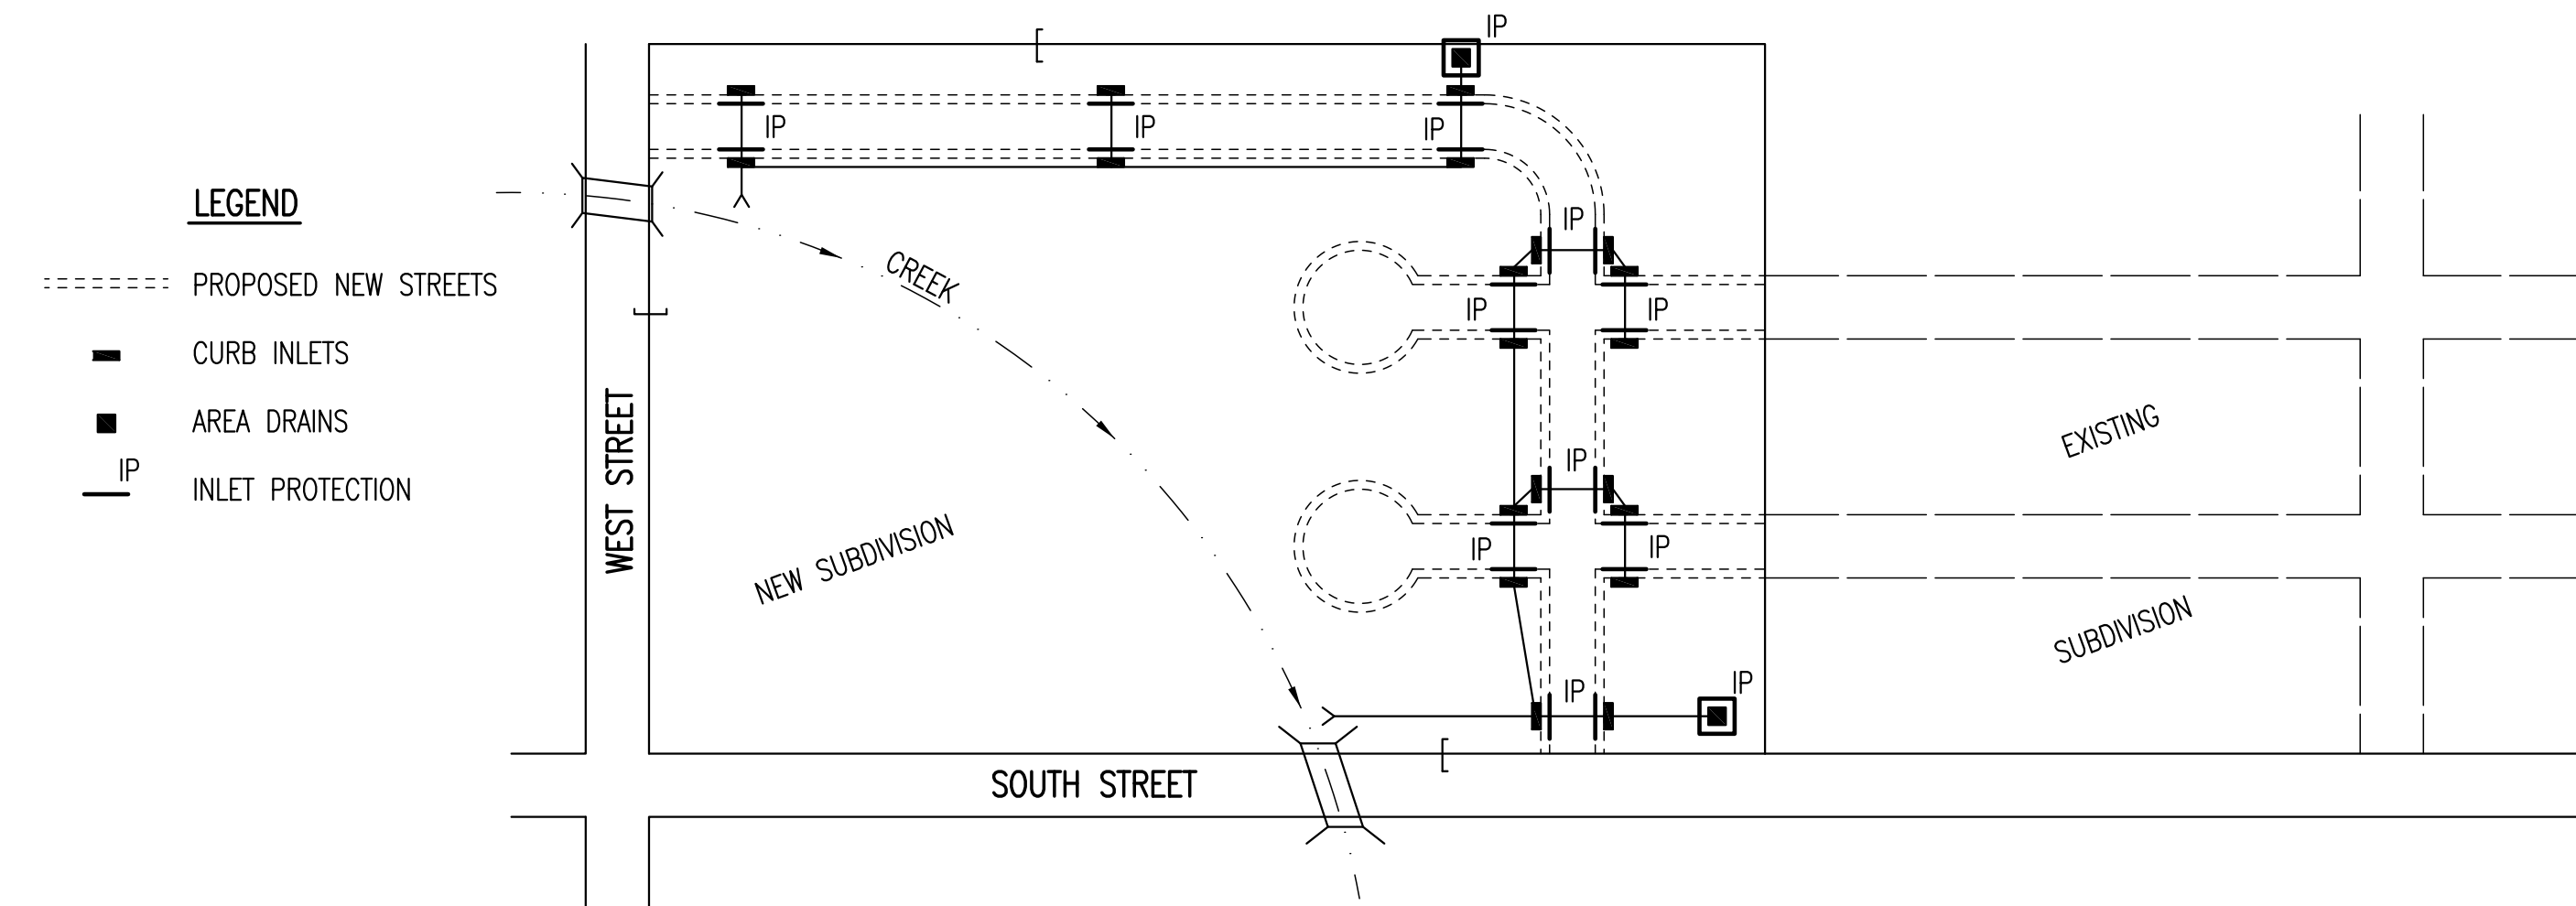 IP
IP
IP
IP
LEGEND
PROPOSED NEW STREETS
CURB INLETS
AREA DRAINS
IP
INLET PROTECTION
WEST STREET
CREEK
NEW SUBDIVISION
IP
IP
IP
IP
IP
IP
IP
IP
EXISTING
SUBDIVISION
SOUTH STREET